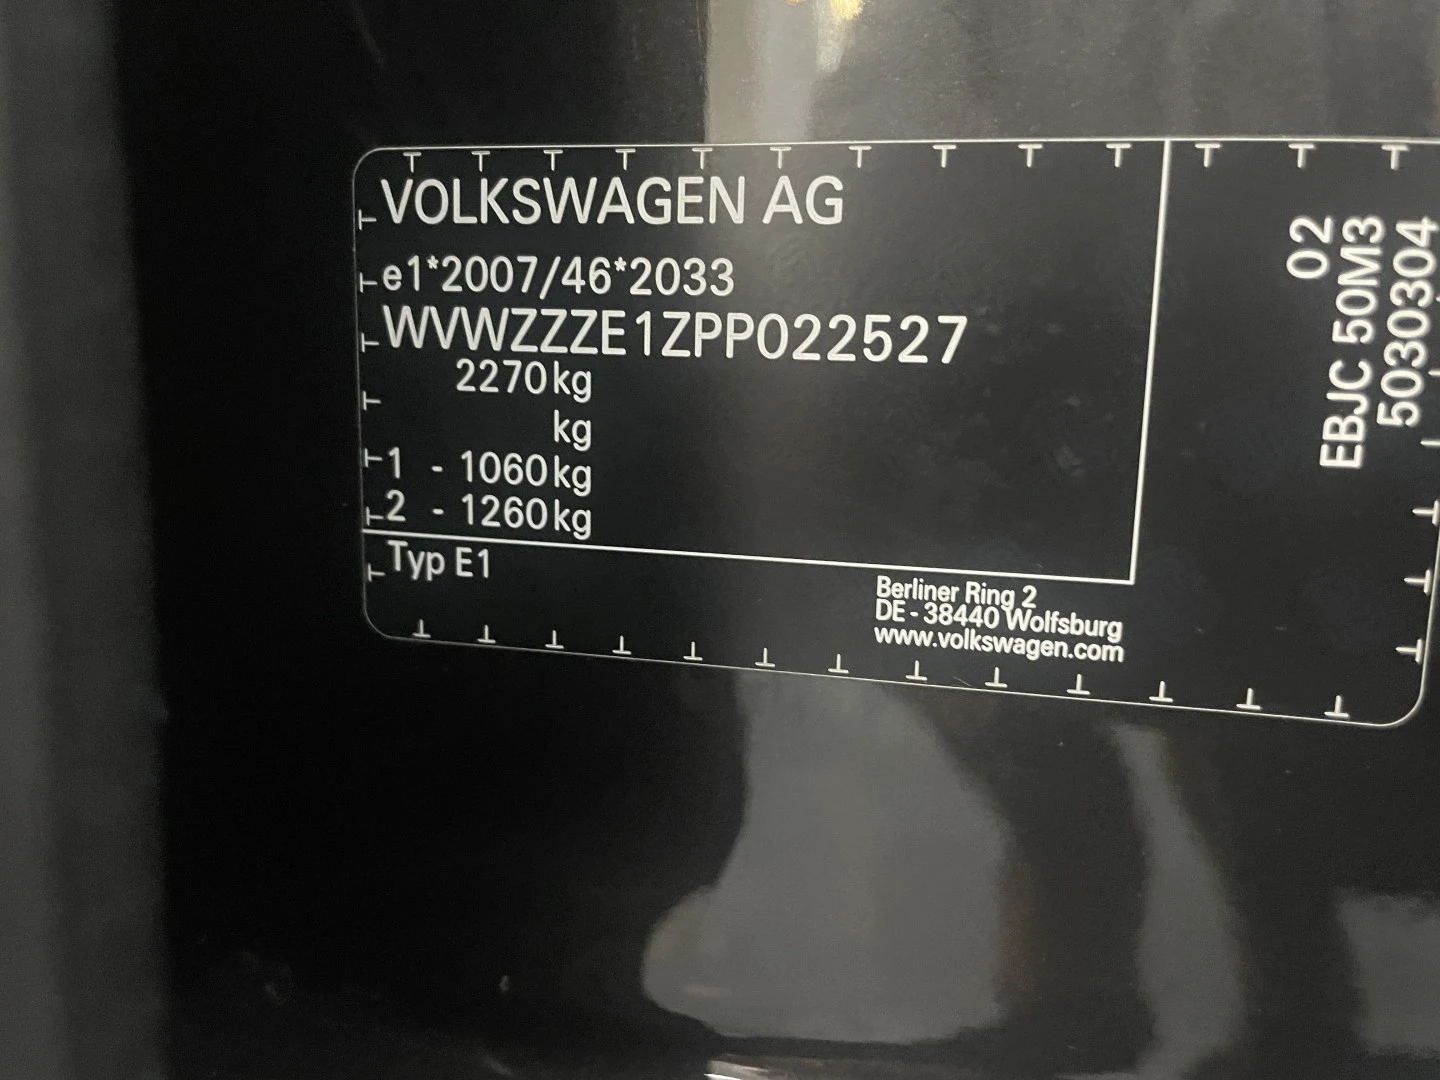 VOLKSWAGEN AG
e1*2007/46*2033
WVWZZZE1ZPP022527
2270kg
kg
1 - 1060kg
2 - 1260kg
Typ E1
Berliner Ring 2
DE - 38440 Wolfsburg
www.volkswagen.com
02
EBJC 50M3
50303304